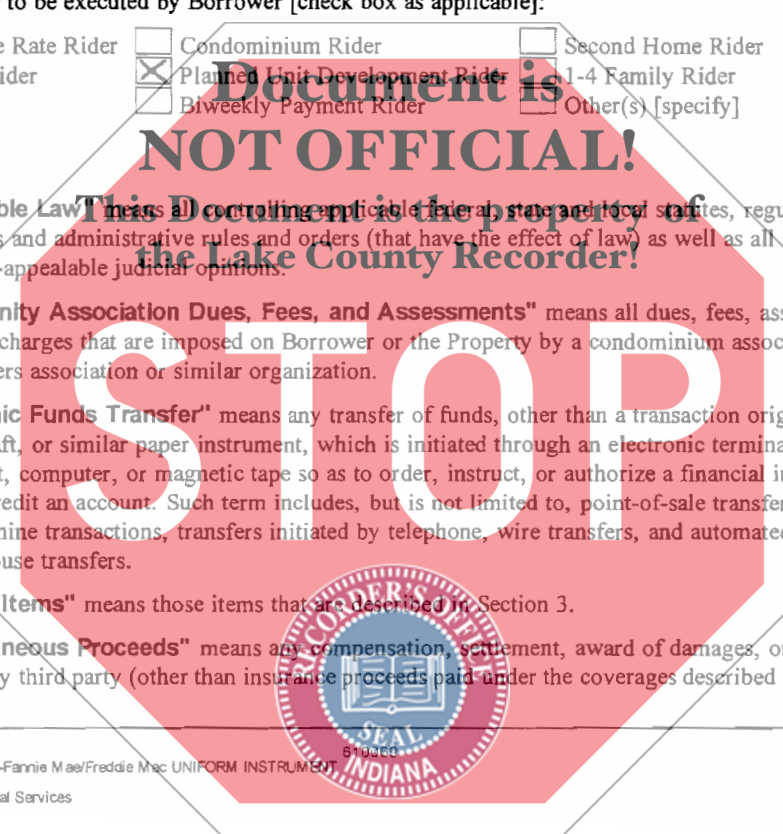 to be executed by Borrower [check box as applicable]:
e Rate Rider Condominium Rider Second Home Rider
ider Planned Unit Development Rider 1-4 Family Rider
Biweekly Payment Rider Other(s) [specify]
Document is
NOT OFFICIAL!
This Document is the property of
the Lake County Recorder!
ble Law" means all controlling applicable federal, state and local statutes, regu
s and administrative rules and orders (that have the effect of law) as well as all
-appealable judicial opinions.
nity Association Dues, Fees, and Assessments" means all dues, fees, ass
charges that are imposed on Borrower or the Property by a condominium assoc
ers association or similar organization.
nic Funds Transfer" means any transfer of funds, other than a transaction orig
aft, or similar paper instrument, which is initiated through an electronic termina
t, computer, or magnetic tape so as to order, instruct, or authorize a financial in
redit an account. Such term includes, but is not limited to, point-of-sale transfer
hine transactions, transfers initiated by telephone, wire transfers, and automated
use transfers.
STOP
Items" means those items that are described in Section 3.
neous Proceeds" means any compensation, settlement, award of damages, or
y third party (other than insurance proceeds paid under the coverages described
RECORDER'S OFFICE
SEAL
INDIANA
610069
-Fannie Mae/Freddie Mac UNIFORM INSTRUMENT
al Services